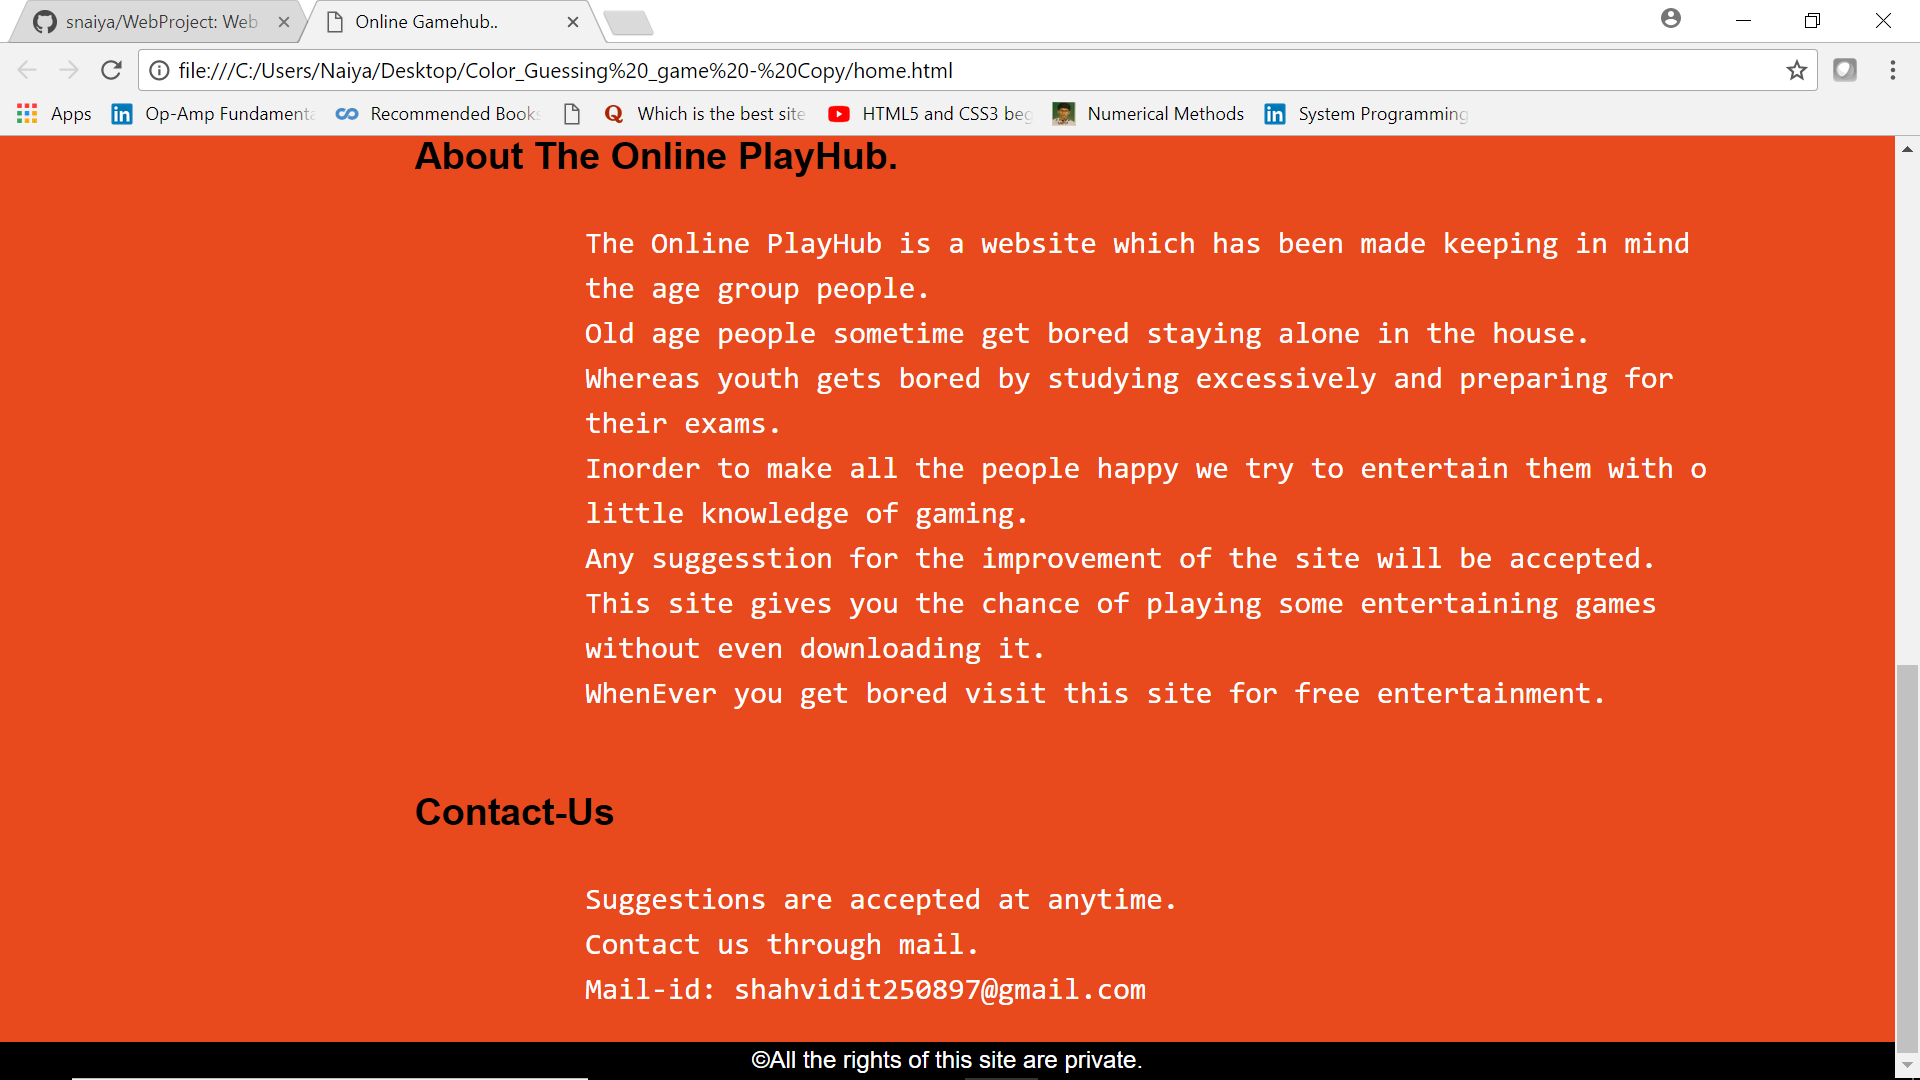 snaiya/WebProject: Web
Online Gamehub..
file:///C:/Users/Naiya/Desktop/Color_Guessing%20_game%20-%20Copy/home.html
Apps
Op-Amp Fundamenta
Recommended Books
Which is the best site
HTML5 and CSS3 beg
Numerical Methods
System Programming
About The Online PlayHub.
The Online PlayHub is a website which has been made keeping in mind
the age group people.
Old age people sometime get bored staying alone in the house.
Whereas youth gets bored by studying excessively and preparing for
their exams.
Inorder to make all the people happy we try to entertain them with o
little knowledge of gaming.
Any suggesstion for the improvement of the site will be accepted.
This site gives you the chance of playing some entertaining games
without even downloading it.
WhenEver you get bored visit this site for free entertainment.
Contact-Us
Suggestions are accepted at anytime.
Contact us through mail.
Mail-id: shahvidit250897@gmail.com
©All the rights of this site are private.